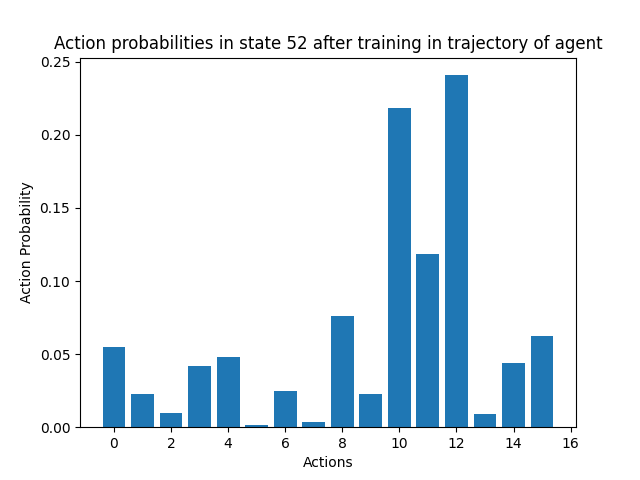 Action probabilities in state 52 after training in trajectory of agent
0.25
0.20
0.15
0.10
0.05
0.00
Action Probability
0 2 4 6 8 10 12 14 16
Actions